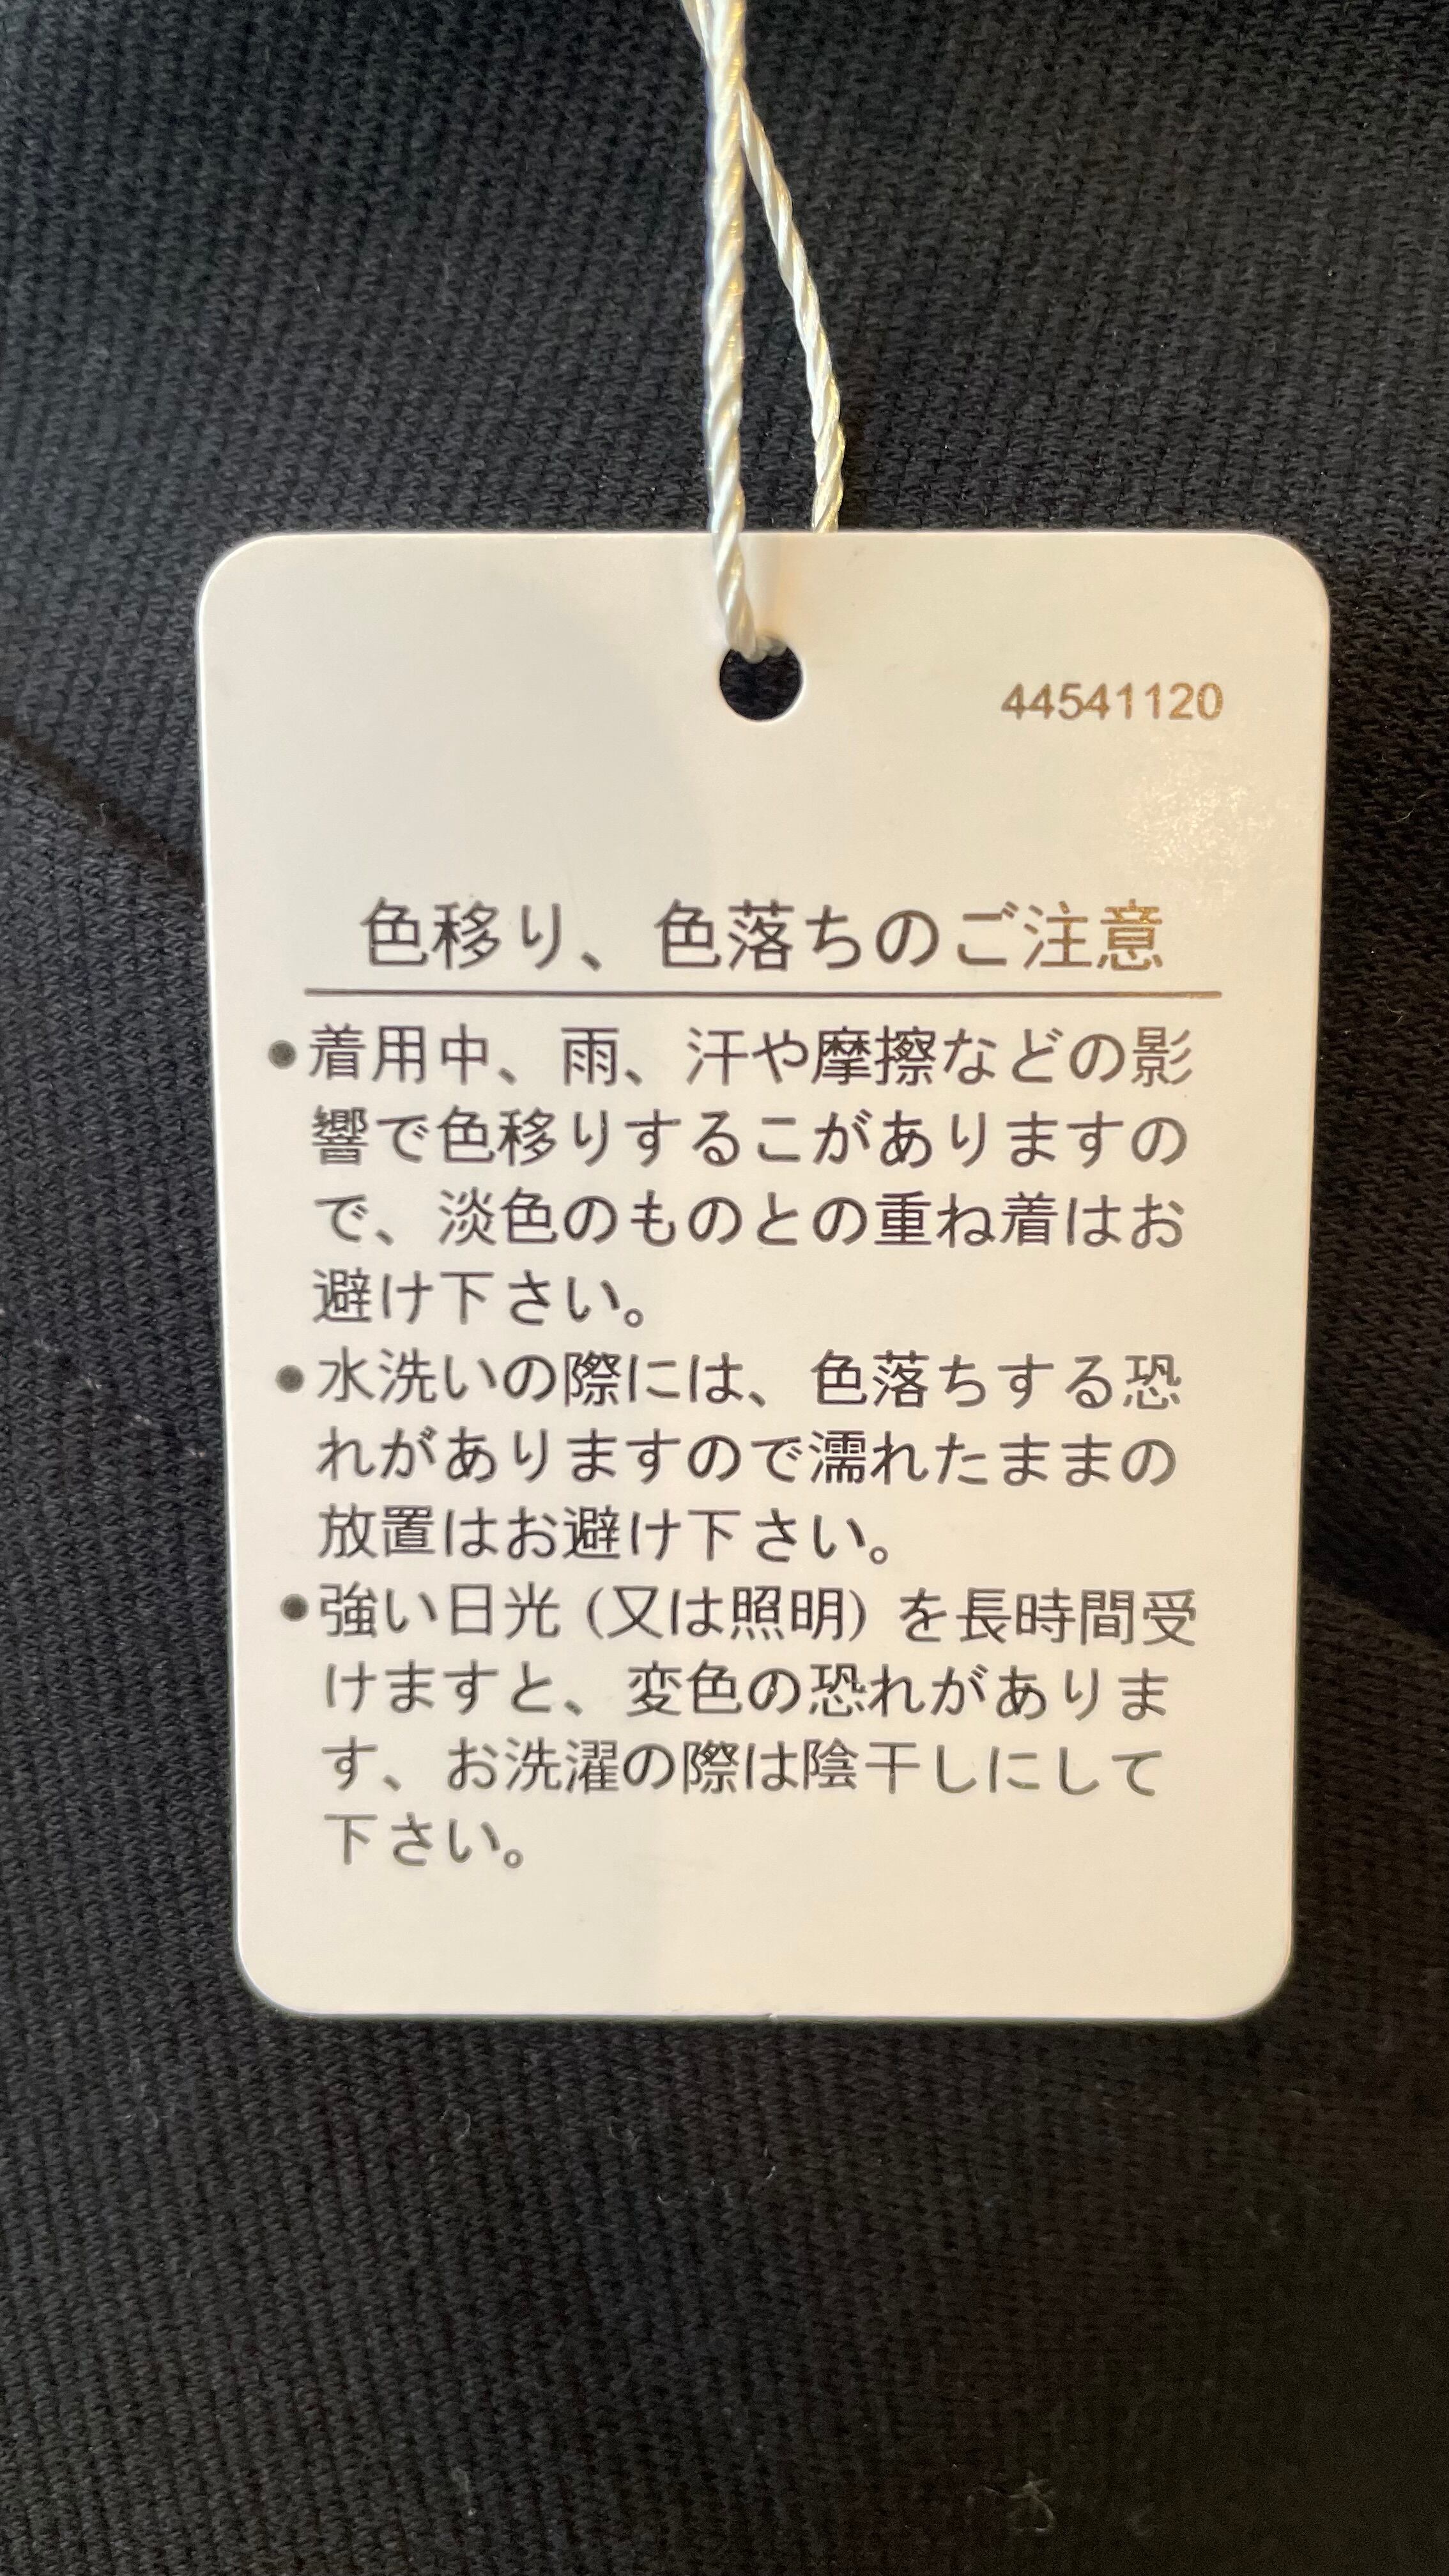 44541120
色移り、色落ちのご注意
●着用中、雨、汗や摩擦などの影
響で色移りするこがありますの
で、淡色のものとの重ね着はお
避け下さい。
●水洗いの際には、色落ちする恐
れがありますので濡れたままの
放置はお避け下さい。
●強い日光(又は照明)を長時間受
けますと、変色の恐れがありま
す、お洗濯の際は陰干しにして
下さい。